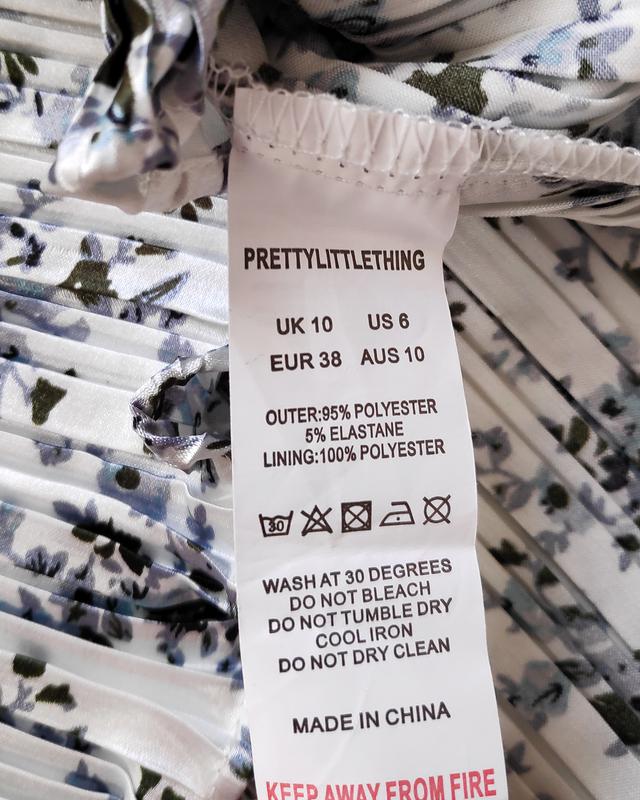 PRETTYLITTLETHING
UK 10 US 6
EUR 38 AUS 10
OUTER:95% POLYESTER
5% ELASTANE
LINING:100% POLYESTER
30
WASH AT 30 DEGREES
DO NOT BLEACH
DO NOT TUMBLE DRY
COOL IRON
DO NOT DRY CLEAN
MADE IN CHINA
KEEP AWAY FROM FIRE